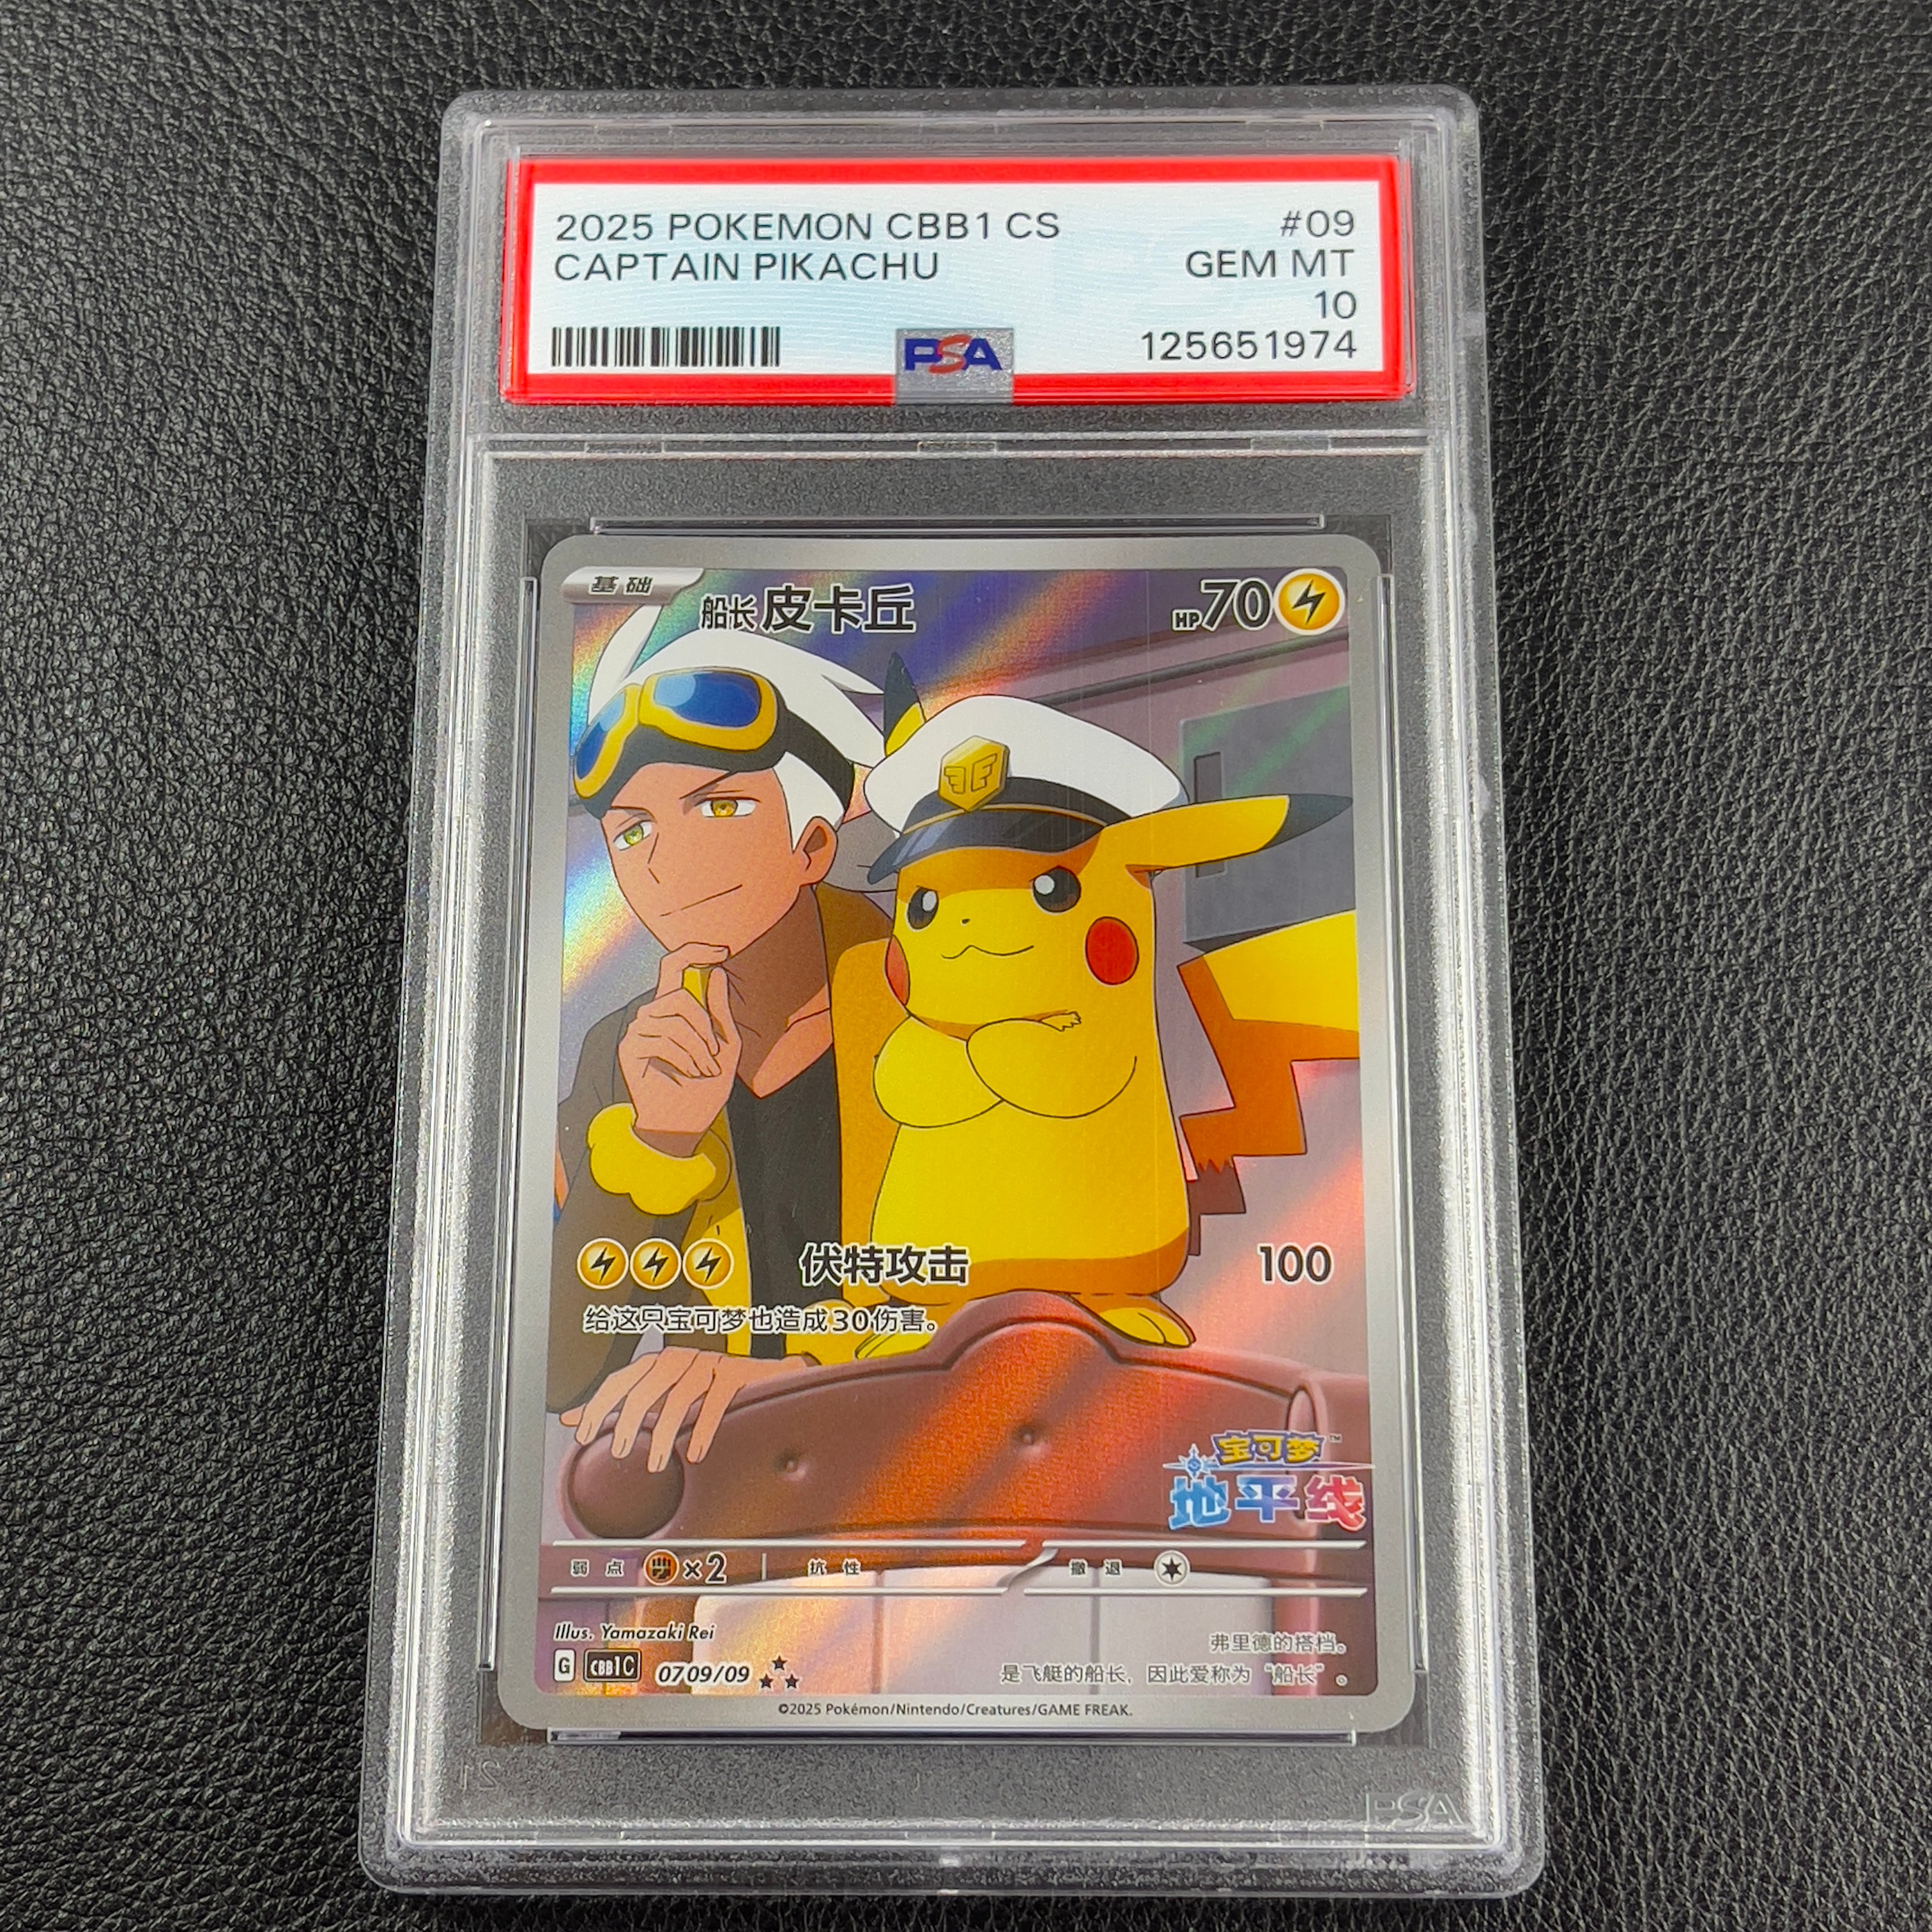 2025 POKEMON CBB1 CS #09
CAPTAIN PIKACHU GEM MT
10
PSA 125651974
基础
船长 皮卡丘 HP70
伏特攻击 100
给这只宝可梦也造成30伤害。
宝可梦™
地平线
弱点 ×2 抗性 撤退
Illus. Yamazaki Rei
弗里德的搭档。
G CBB1C 0709/09
是飞艇的船长，因此爱称为“船长”。
©2025 Pokémon/Nintendo/Creatures/GAME FREAK.
PSA